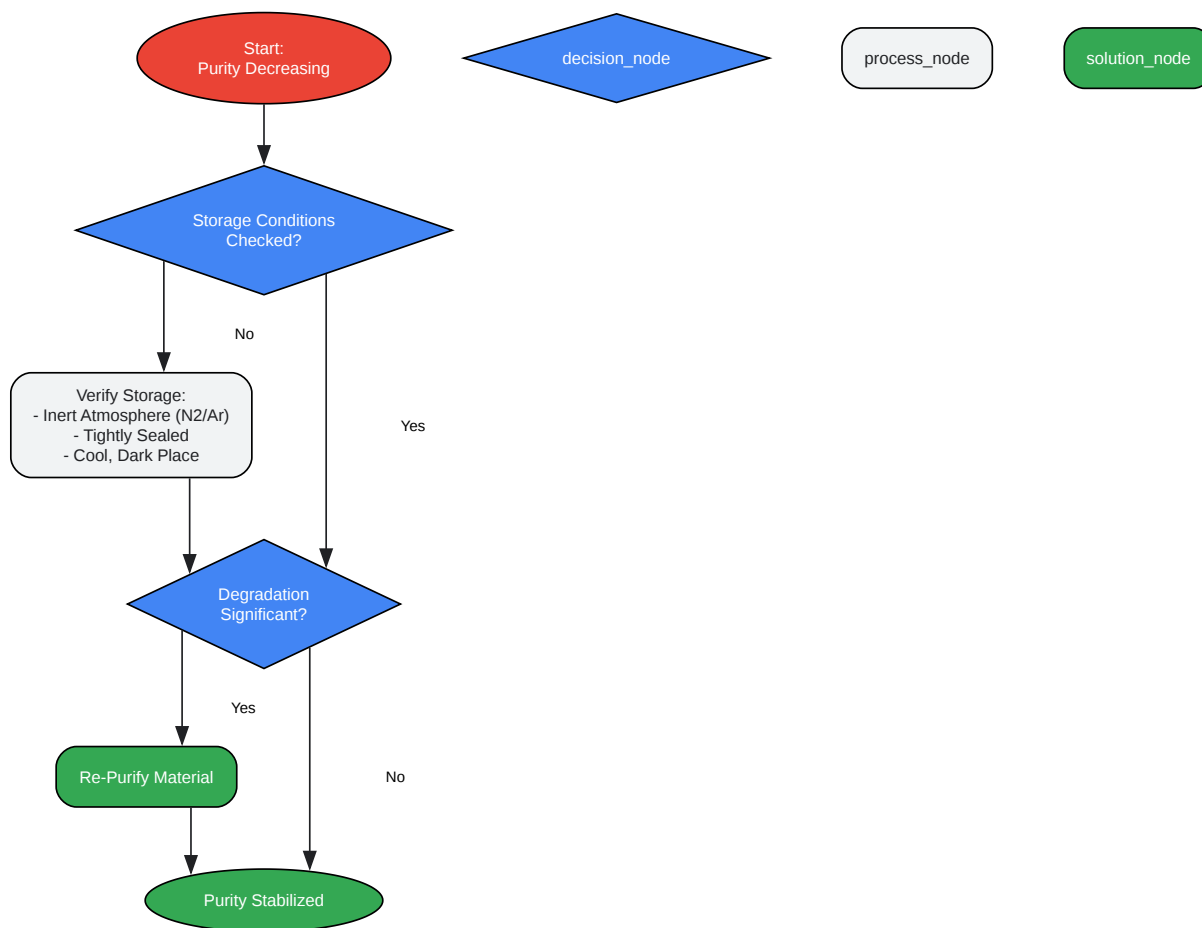 Start:
Purity Decreasing
decision_node
process_node
solution_node
Storage Conditions
Checked?
No
Verify Storage:
- Inert Atmosphere (N2/Ar)
- Tightly Sealed
- Cool, Dark Place
Yes
Degradation
Significant?
Yes
Re-Purify Material
No
Purity Stabilized